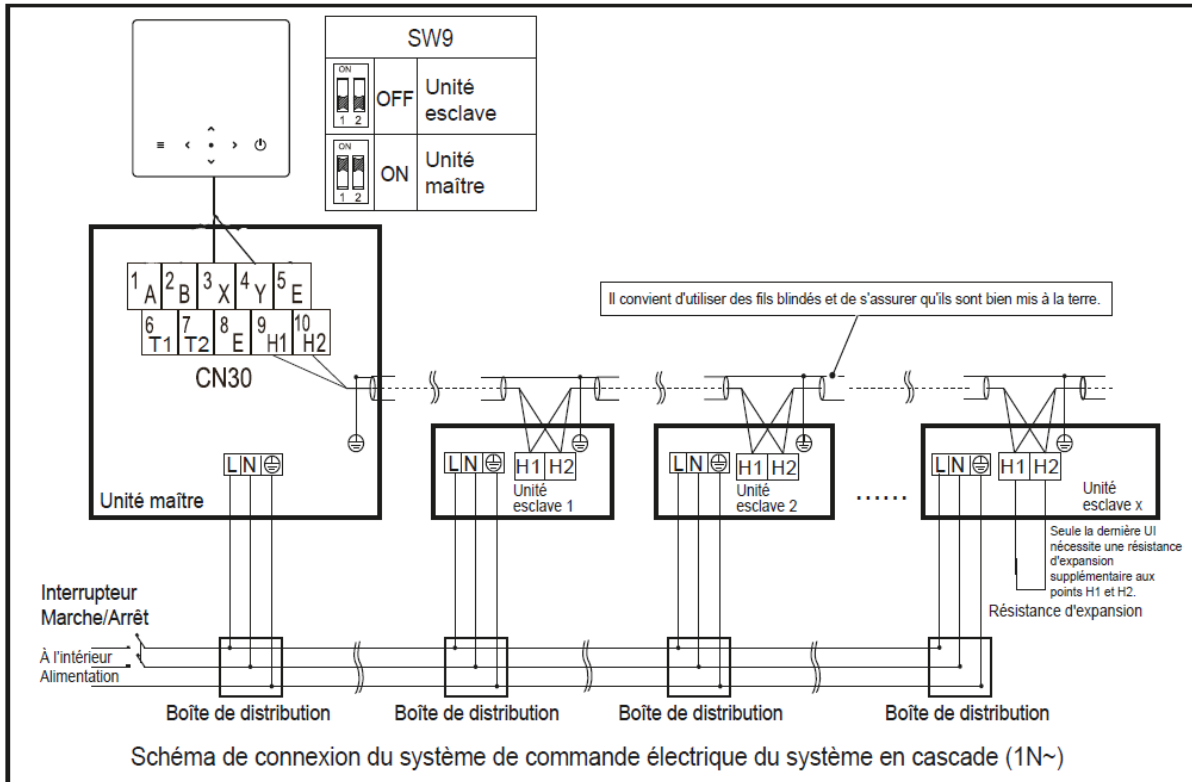 SW9
ON
1 2
OFF
Unité
esclave
ON
1 2
ON
Unité
maître
1 A 2 B 3 X 4 Y 5 E
6 T1 7 T2 8 E 9 H1 10 H2
CN30
Il convient d'utiliser des fils blindés et de s'assurer qu'ils sont bien mis à la terre.
L N
Unité maître
L N
H1 H2
Unité
esclave 1
L N
H1 H2
Unité
esclave 2
......
L N
H1 H2
Unité
esclave x
Seule la dernière UI
nécessite une résistance
d'expansion
supplémentaire aux
points H1 et H2.
Résistance d'expansion
Interrupteur
Marche/Arrêt
À l'intérieur
Alimentation
Boîte de distribution
Boîte de distribution
Boîte de distribution
Boîte de distribution
Schéma de connexion du système de commande électrique du système en cascade (1N~)